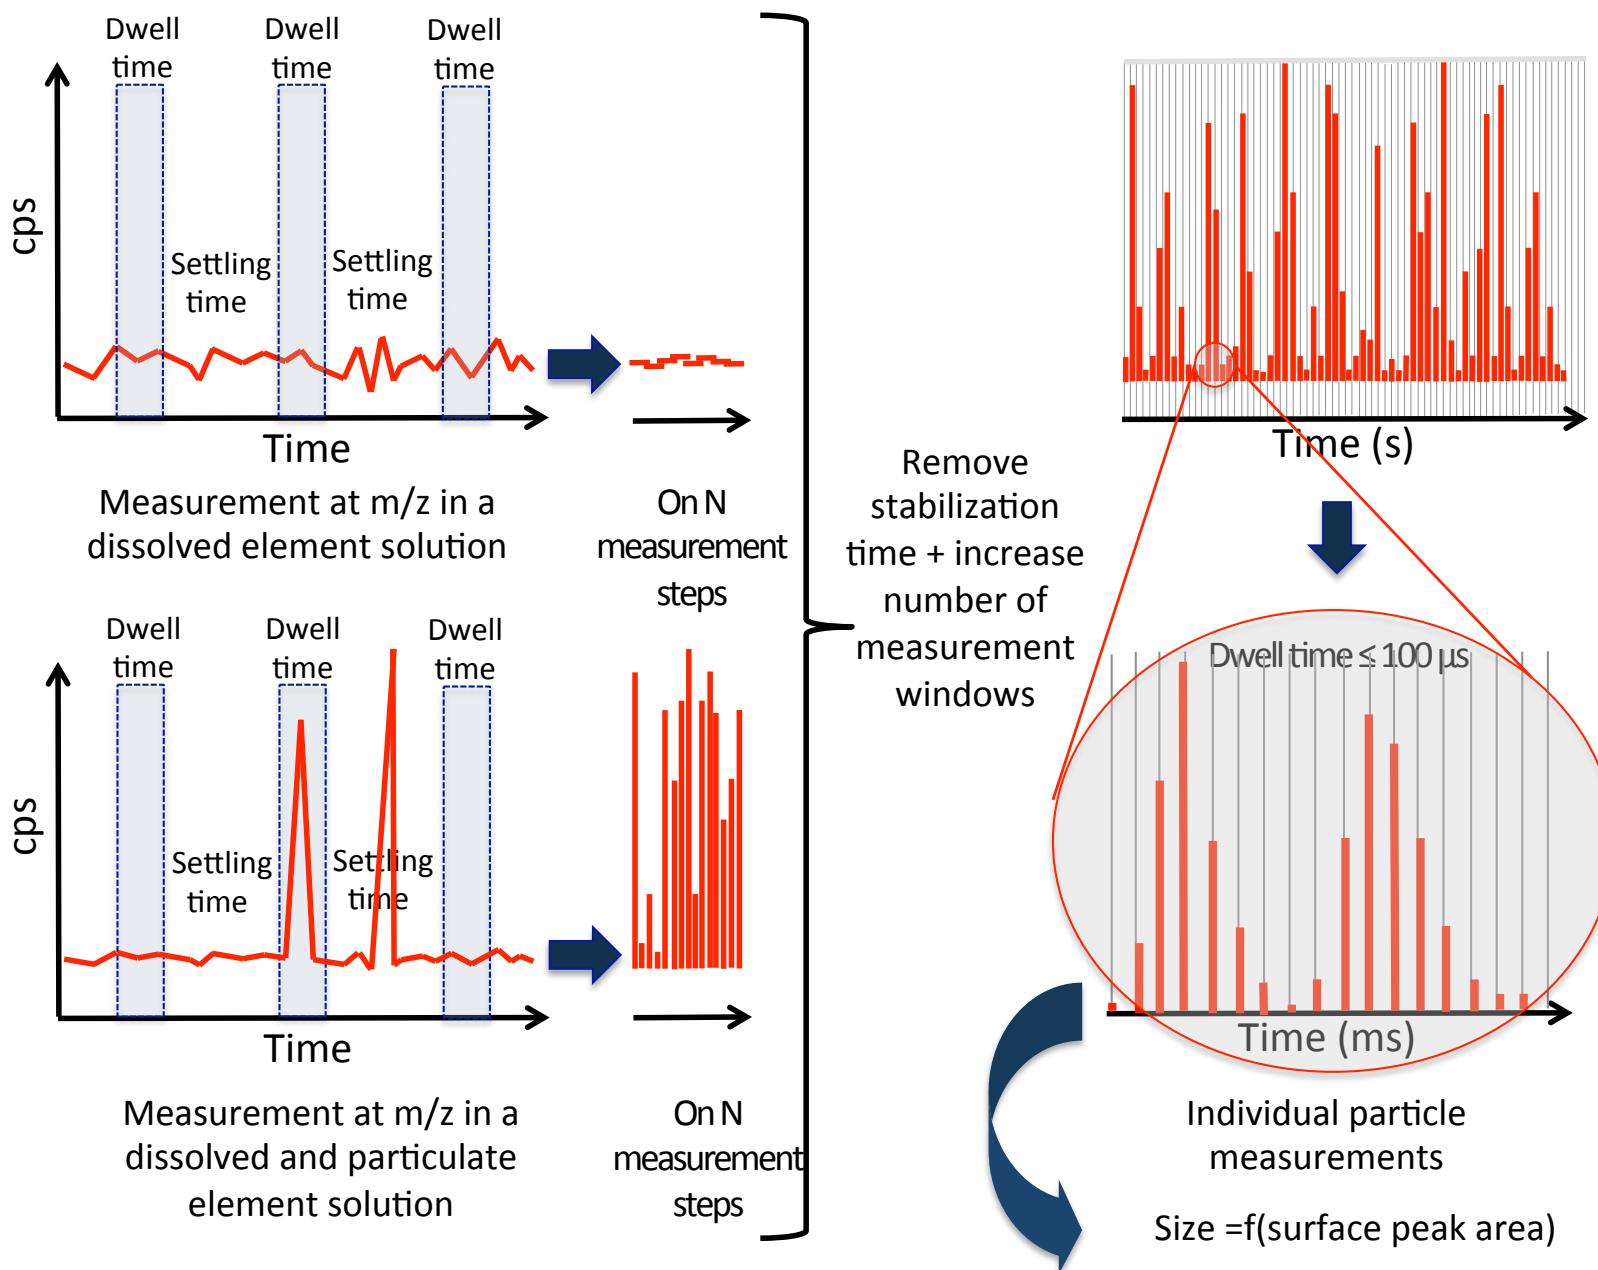 Dwell
time
Dwell
time
Dwell
time
cps
Settling
time
Settling
time
Time
Measurement at m/z in a
dissolved element solution
On N
measurement
steps
Dwell
time
Dwell
time
Dwell
time
cps
Settling
time
Settling
time
Time
Measurement at m/z in a
dissolved and particulate
element solution
On N
measurement
steps
Remove
stabilization
time + increase
number of
measurement
windows
Time (s)
Dwell time ≤ 100 µs
Time (ms)
Individual particle
measurements
Size =f(surface peak area)